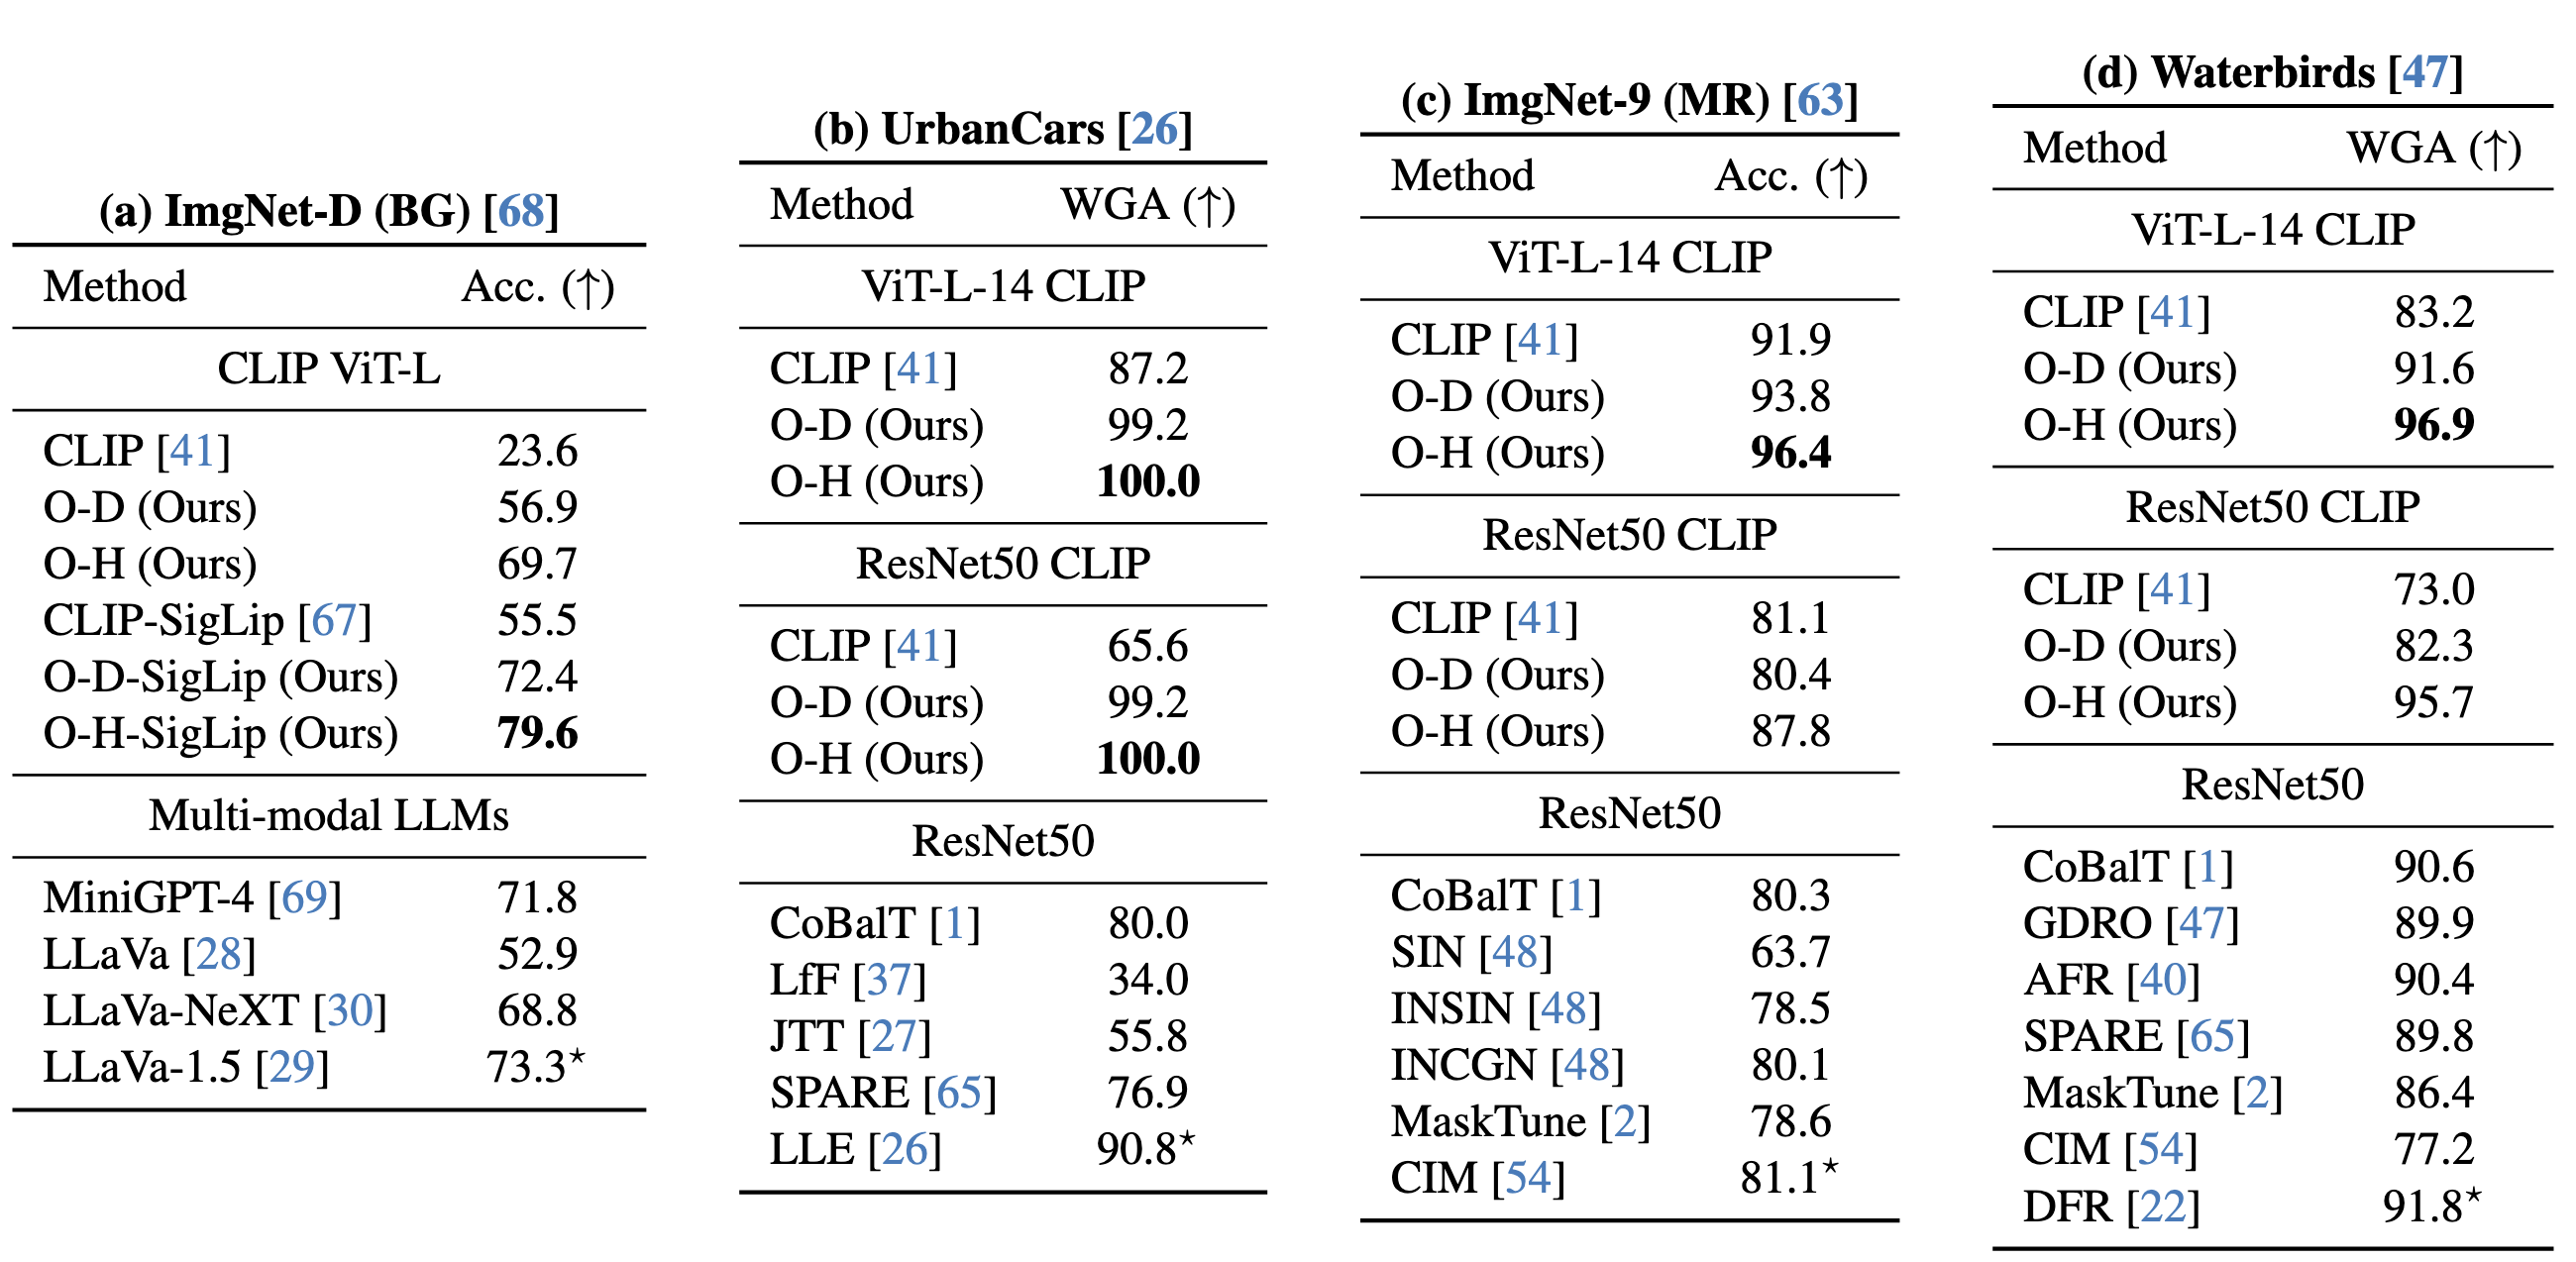 (a) ImgNet-D (BG) [68]
Method Acc. (↑)
CLIP ViT-L
CLIP [41] 23.6
O-D (Ours) 56.9
O-H (Ours) 69.7
CLIP-SigLip [67] 55.5
O-D-SigLip (Ours) 72.4
O-H-SigLip (Ours) 79.6
Multi-modal LLMs
MiniGPT-4 [69] 71.8
LLaVa [28] 52.9
LLaVa-NeXT [30] 68.8
LLaVa-1.5 [29] 73.3*
(b) UrbanCars [26]
Method WGA (↑)
ViT-L-14 CLIP
CLIP [41] 87.2
O-D (Ours) 99.2
O-H (Ours) 100.0
ResNet50 CLIP
CLIP [41] 65.6
O-D (Ours) 99.2
O-H (Ours) 100.0
ResNet50
CoBalT [1] 80.0
LfF [37] 34.0
JTT [27] 55.8
SPARE [65] 76.9
LLE [26] 90.8*
(c) ImgNet-9 (MR) [63]
Method Acc. (↑)
ViT-L-14 CLIP
CLIP [41] 91.9
O-D (Ours) 93.8
O-H (Ours) 96.4
ResNet50 CLIP
CLIP [41] 81.1
O-D (Ours) 80.4
O-H (Ours) 87.8
ResNet50
CoBalT [1] 80.3
SIN [48] 63.7
INSIN [48] 78.5
INCGN [48] 80.1
MaskTune [2] 78.6
CIM [54] 81.1*
(d) Waterbirds [47]
Method WGA (↑)
ViT-L-14 CLIP
CLIP [41] 83.2
O-D (Ours) 91.6
O-H (Ours) 96.9
ResNet50 CLIP
CLIP [41] 73.0
O-D (Ours) 82.3
O-H (Ours) 95.7
ResNet50
CoBalT [1] 90.6
GDRO [47] 89.9
AFR [40] 90.4
SPARE [65] 89.8
MaskTune [2] 86.4
CIM [54] 77.2
DFR [22] 91.8*